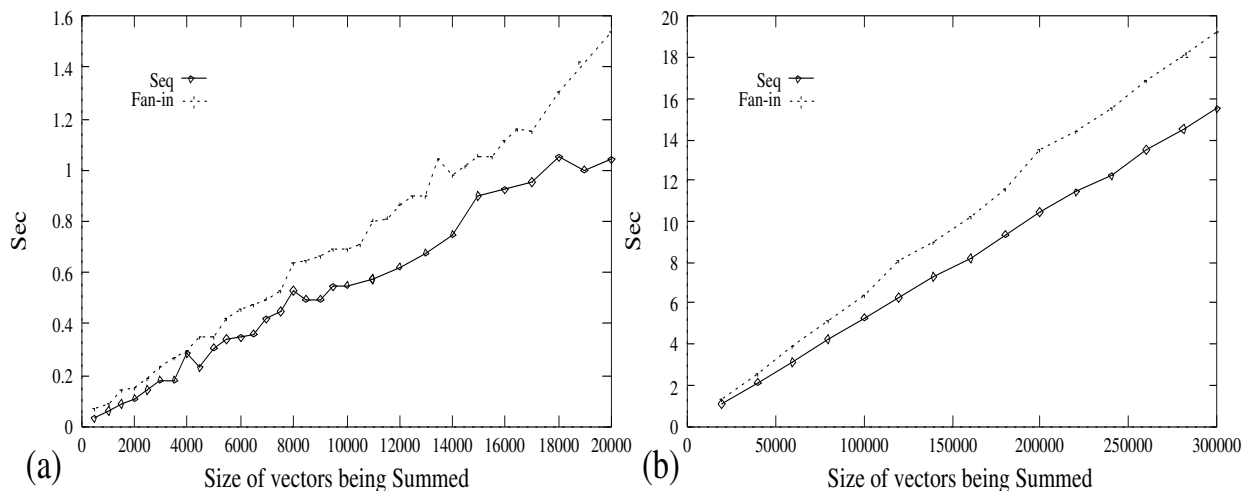 1.6
1.4
1.2
1
0.8
0.6
0.4
0.2
0
Sec
Seq
Fan-in
0 2000 4000 6000 8000 10000 12000 14000 16000 18000 20000
(a)
Size of vectors being Summed
20
18
16
14
12
10
8
6
4
2
0
Sec
Seq
Fan-in
0 50000 100000 150000 200000 250000 300000
(b)
Size of vectors being Summed